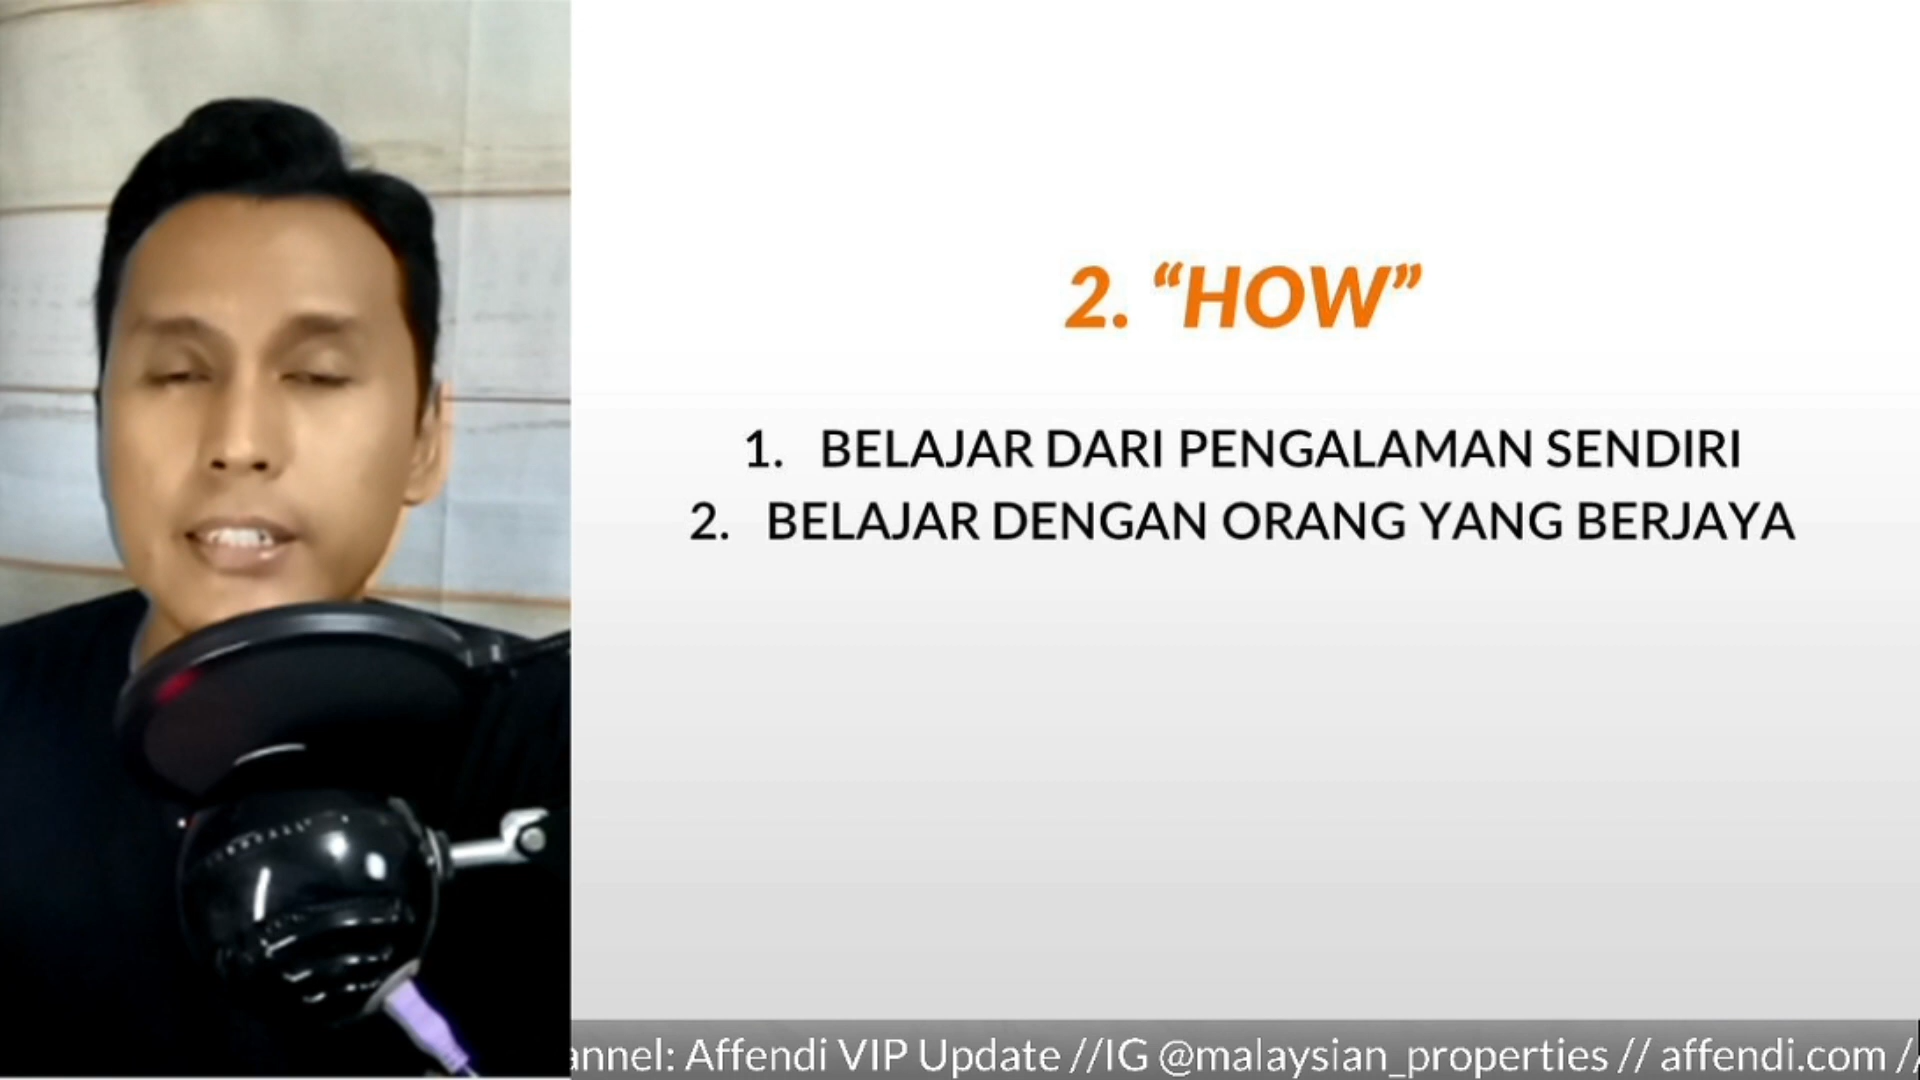 2. “HOW”
1. BELAJAR DARI PENGALAMAN SENDIRI
2. BELAJAR DENGAN ORANG YANG BERJAYA
annel: Affendi VIP Update //IG @malaysian_properties // affendi.com //